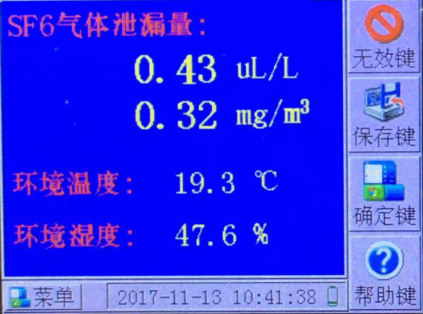 SF6气体泄漏量:
0.43 uL/L
0.32 mg/m³
环境温度: 19.3 ℃
环境湿度: 47.6 %
无效键
保存键
确定键
帮助键
菜单
2017-11-13 10:41:38